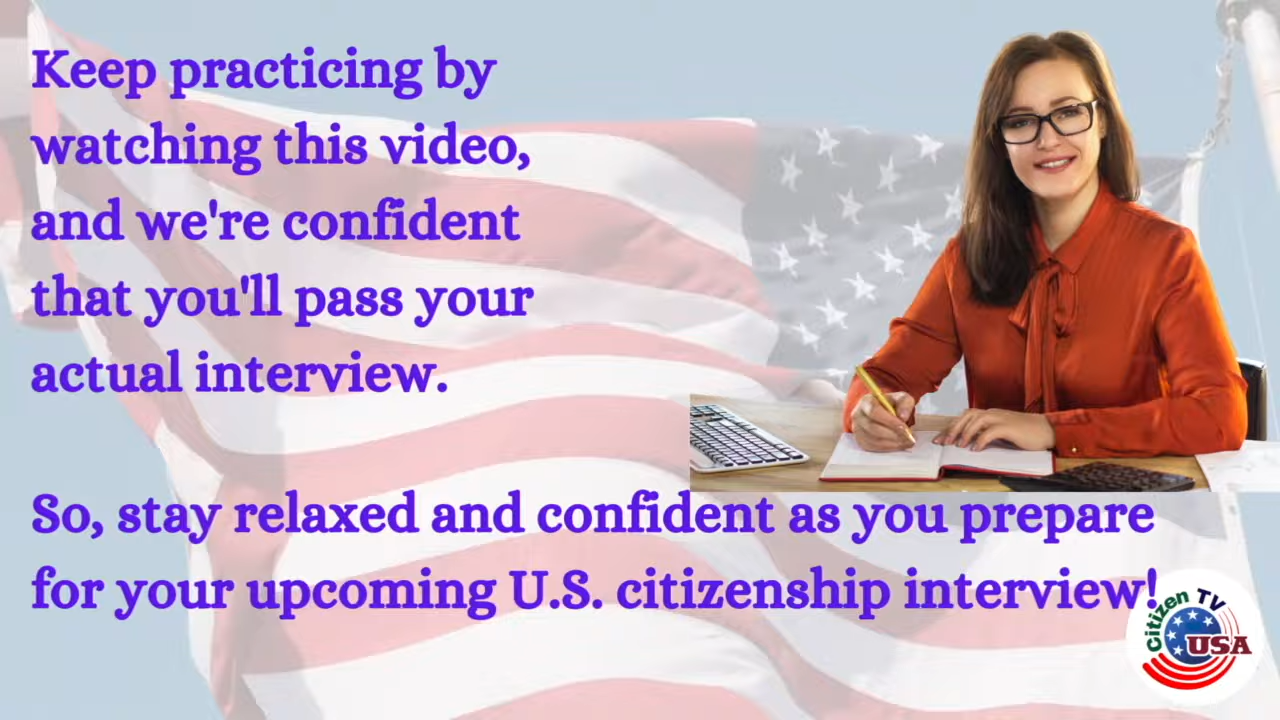 Keep practicing by
watching this video,
and we're confident
that you'll pass your
actual interview.
So, stay relaxed and confident as you prepare
for your upcoming U.S. citizenship interview!
Citizen TV
USA